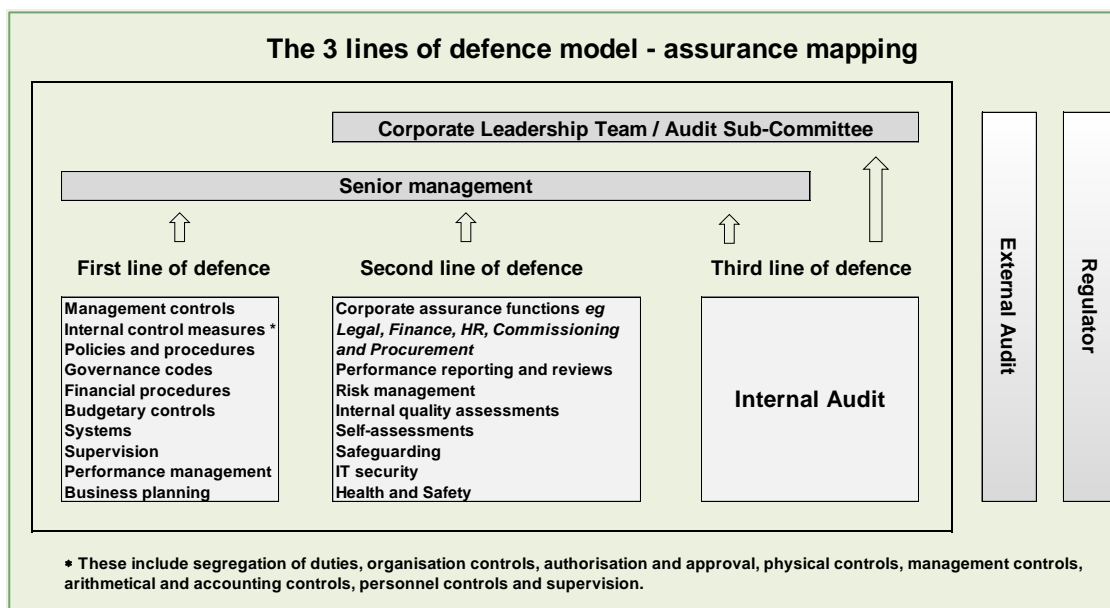 The 3 lines of defence model - assurance mapping
Corporate Leadership Team / Audit Sub-Committee
Senior management
First line of defence
Management controls
Internal control measures *
Policies and procedures
Governance codes
Financial procedures
Budgetary controls
Systems
Supervision
Performance management
Business planning
Second line of defence
Corporate assurance functions eg
Legal, Finance, HR, Commissioning
and Procurement
Performance reporting and reviews
Risk management
Internal quality assessments
Self-assessments
Safeguarding
IT security
Health and Safety
Third line of defence
Internal Audit
External Audit
Regulator
* These include segregation of duties, organisation controls, authorisation and approval, physical controls, management controls,
arithmetical and accounting controls, personnel controls and supervision.